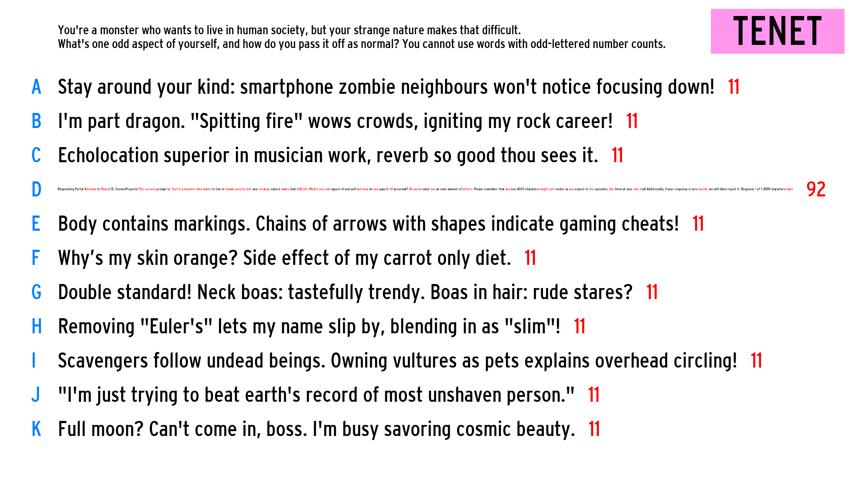 You're a monster who wants to live in human society, but your strange nature makes that difficult.
What's one odd aspect of yourself, and how do you pass it off as normal? You cannot use words with odd-lettered number counts.
TENET
A Stay around your kind: smartphone zombie neighbours won't notice focusing down! 11
B I'm part dragon. "Spitting fire" wows crowds, igniting my rock career! 11
C Echolocation superior in musician work, reverb so good thou sees it. 11
D 92
E Body contains markings. Chains of arrows with shapes indicate gaming cheats! 11
F Why's my skin orange? Side effect of my carrot only diet. 11
G Double standard! Neck boas: tastefully trendy. Boas in hair: rude stares? 11
H Removing "Euler's" lets my name slip by, blending in as "slim"! 11
I Scavengers follow undead beings. Owning vultures as pets explains overhead circling! 11
J "I'm just trying to beat earth's record of most unshaven person." 11
K Full moon? Can't come in, boss. I'm busy savoring cosmic beauty. 11